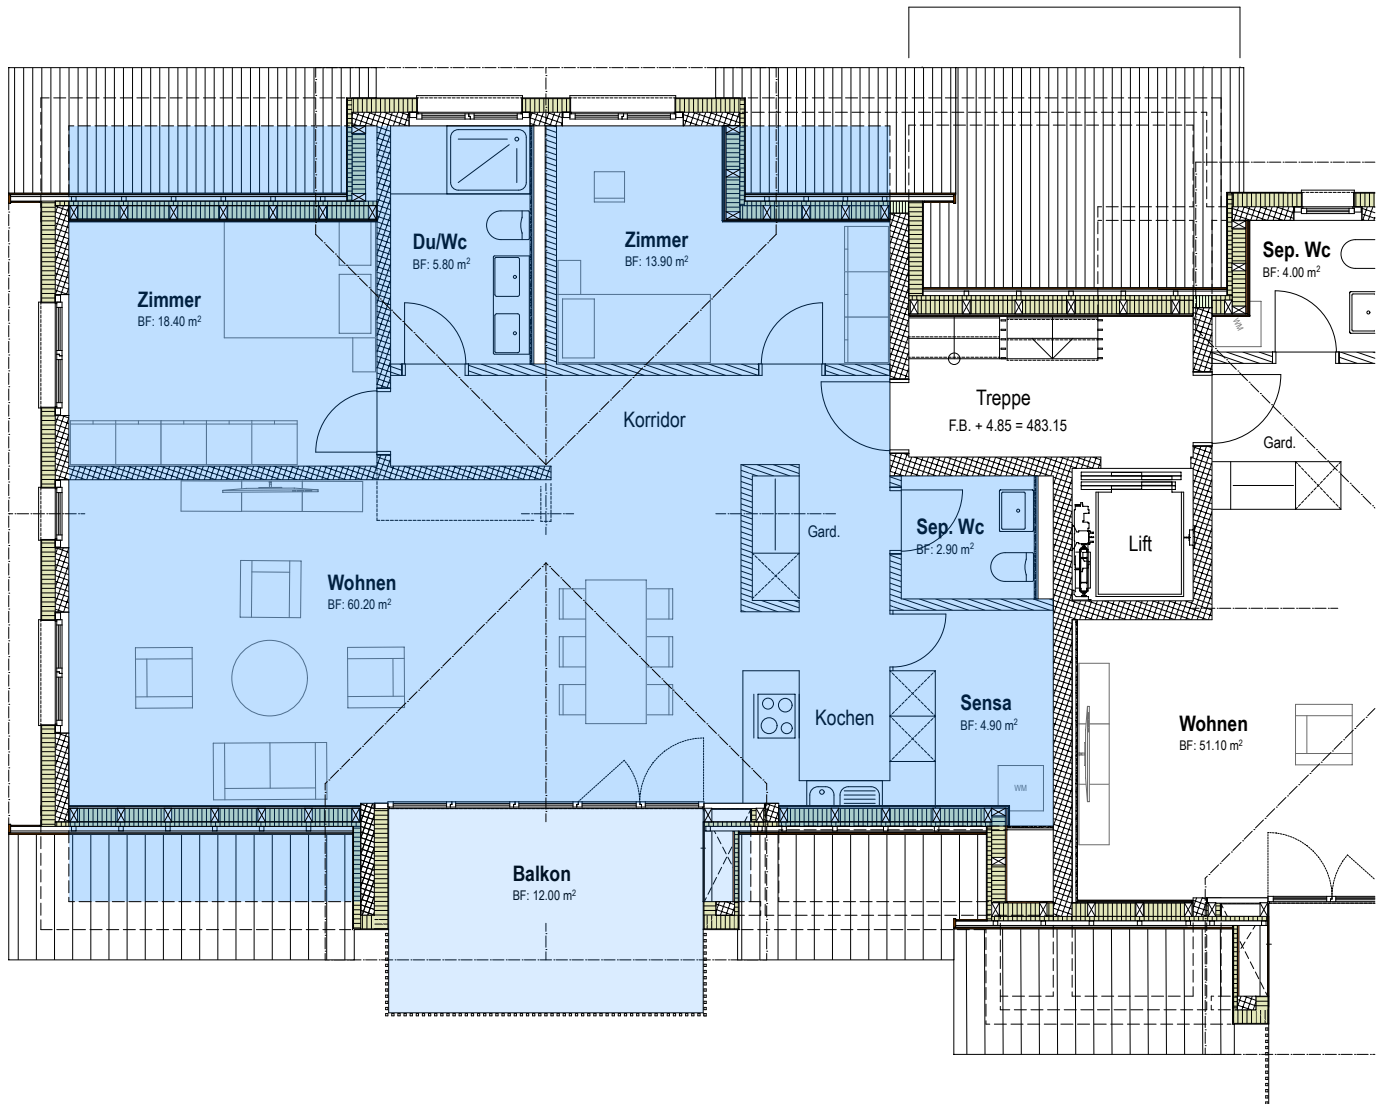 Sep. Wc
BF: 4.00 m²
WM
Du/Wc
BF: 5.80 m²
Zimmer
BF: 13.90 m²
Zimmer
BF: 18.40 m²
Treppe
F.B. + 4.85 = 483.15
Korridor
Gard.
Gard.
Sep. Wc
BF: 2.90 m²
Lift
Wohnen
BF: 60.20 m²
Kochen
Sensa
BF: 4.90 m²
WM
Wohnen
BF: 51.10 m²
Balkon
BF: 12.00 m²